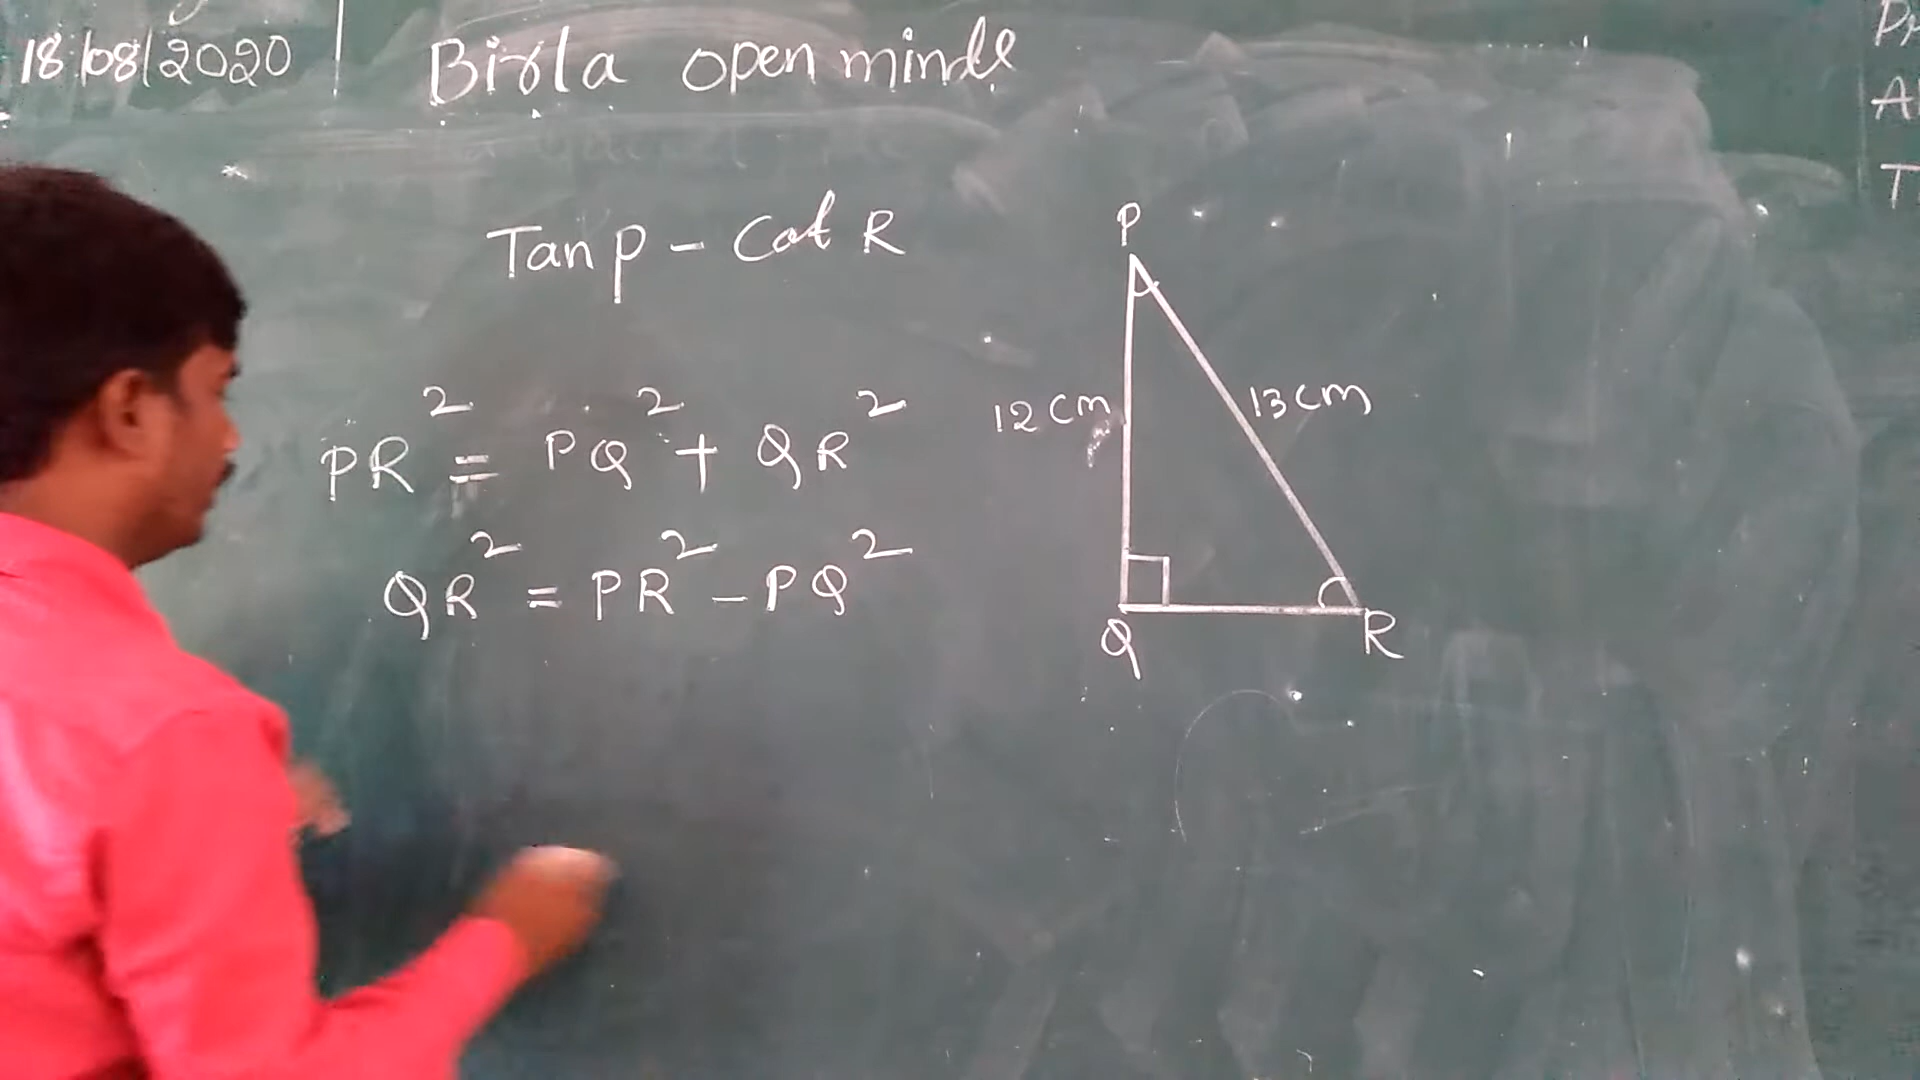 18/08/2020 | Birla open minds
Tan P - Cot R
PR² = PQ² + QR²
QR² = PR² - PQ²
P
12 cm
13 cm
Q
R